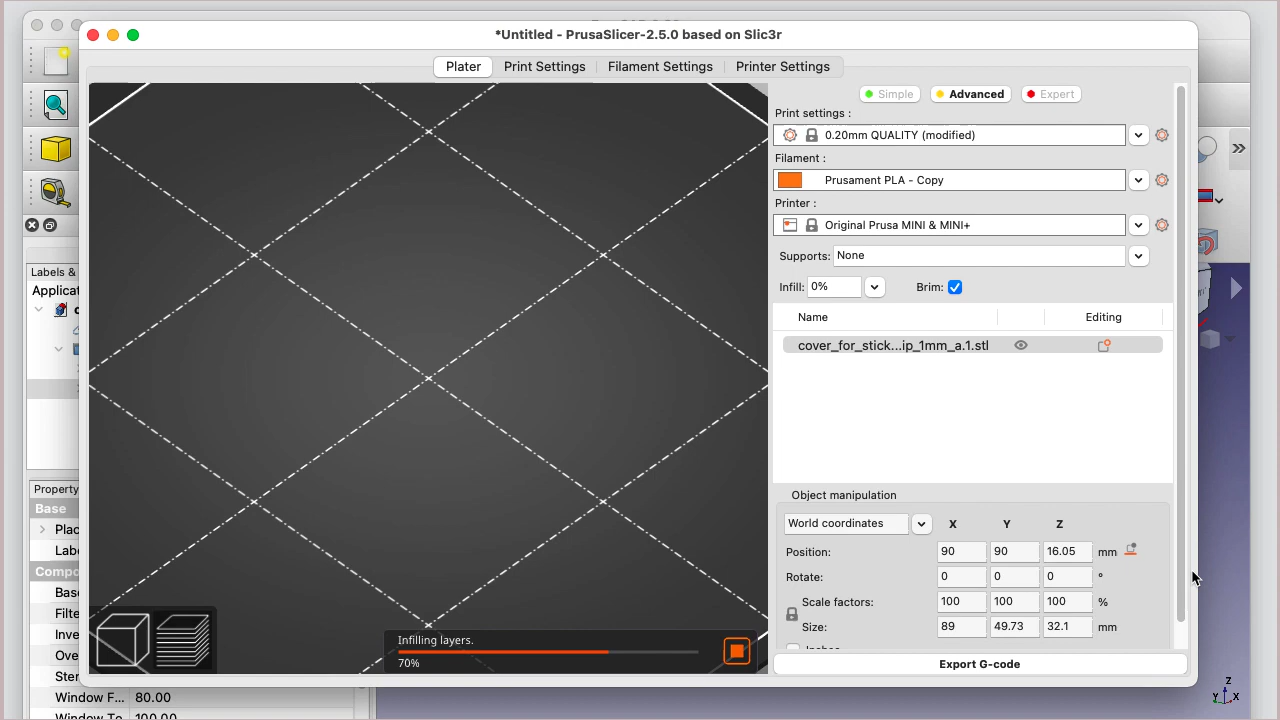 *Untitled - PrusaSlicer-2.5.0 based on Slic3r
Plater
Print Settings
Filament Settings
Printer Settings
Simple
Advanced
Expert
Print settings :
0.20mm QUALITY (modified)
Filament :
Prusament PLA - Copy
Printer :
Original Prusa MINI & MINI+
Supports: None
Infill: 0%
Brim:
Name
Editing
cover_for_stick...ip_1mm_a.1.stl
Object manipulation
World coordinates
X Y Z
Position: 90 90 16.05 mm
Rotate: 0 0 0 °
Scale factors: 100 100 100 %
Size: 89 49.73 32.1 mm
Export G-code
Infilling layers.
70%
Labels &
Applicat
Property
Base
Plac
Labe
Compo
Base
Filte
Inve
Ove
Ster
Window F... 80.00
Window To 100.00
Z
Y X